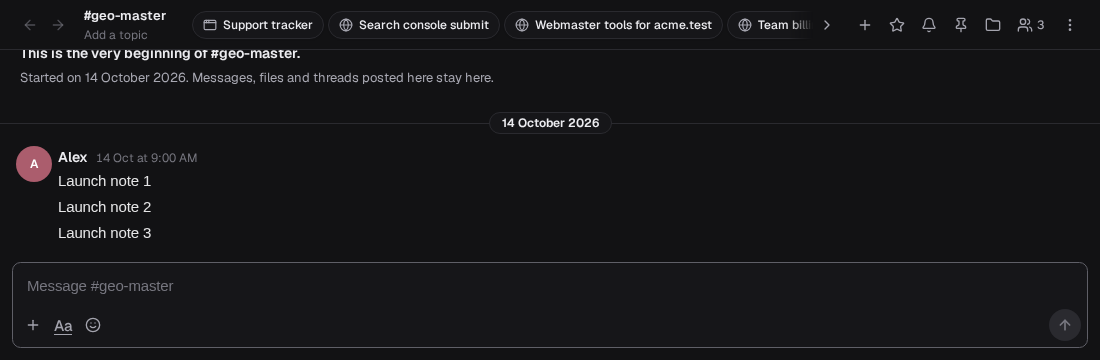 #geo-master
Add a topic
Support tracker
Search console submit
Webmaster tools for acme.test
Team
3
This is the very beginning of #geo-master.
Started on 14 October 2026. Messages, files and threads posted here stay here.
14 October 2026
A
Alex 14 Oct at 9:00 AM
Launch note 1
Launch note 2
Launch note 3
Message #geo-master
Aa